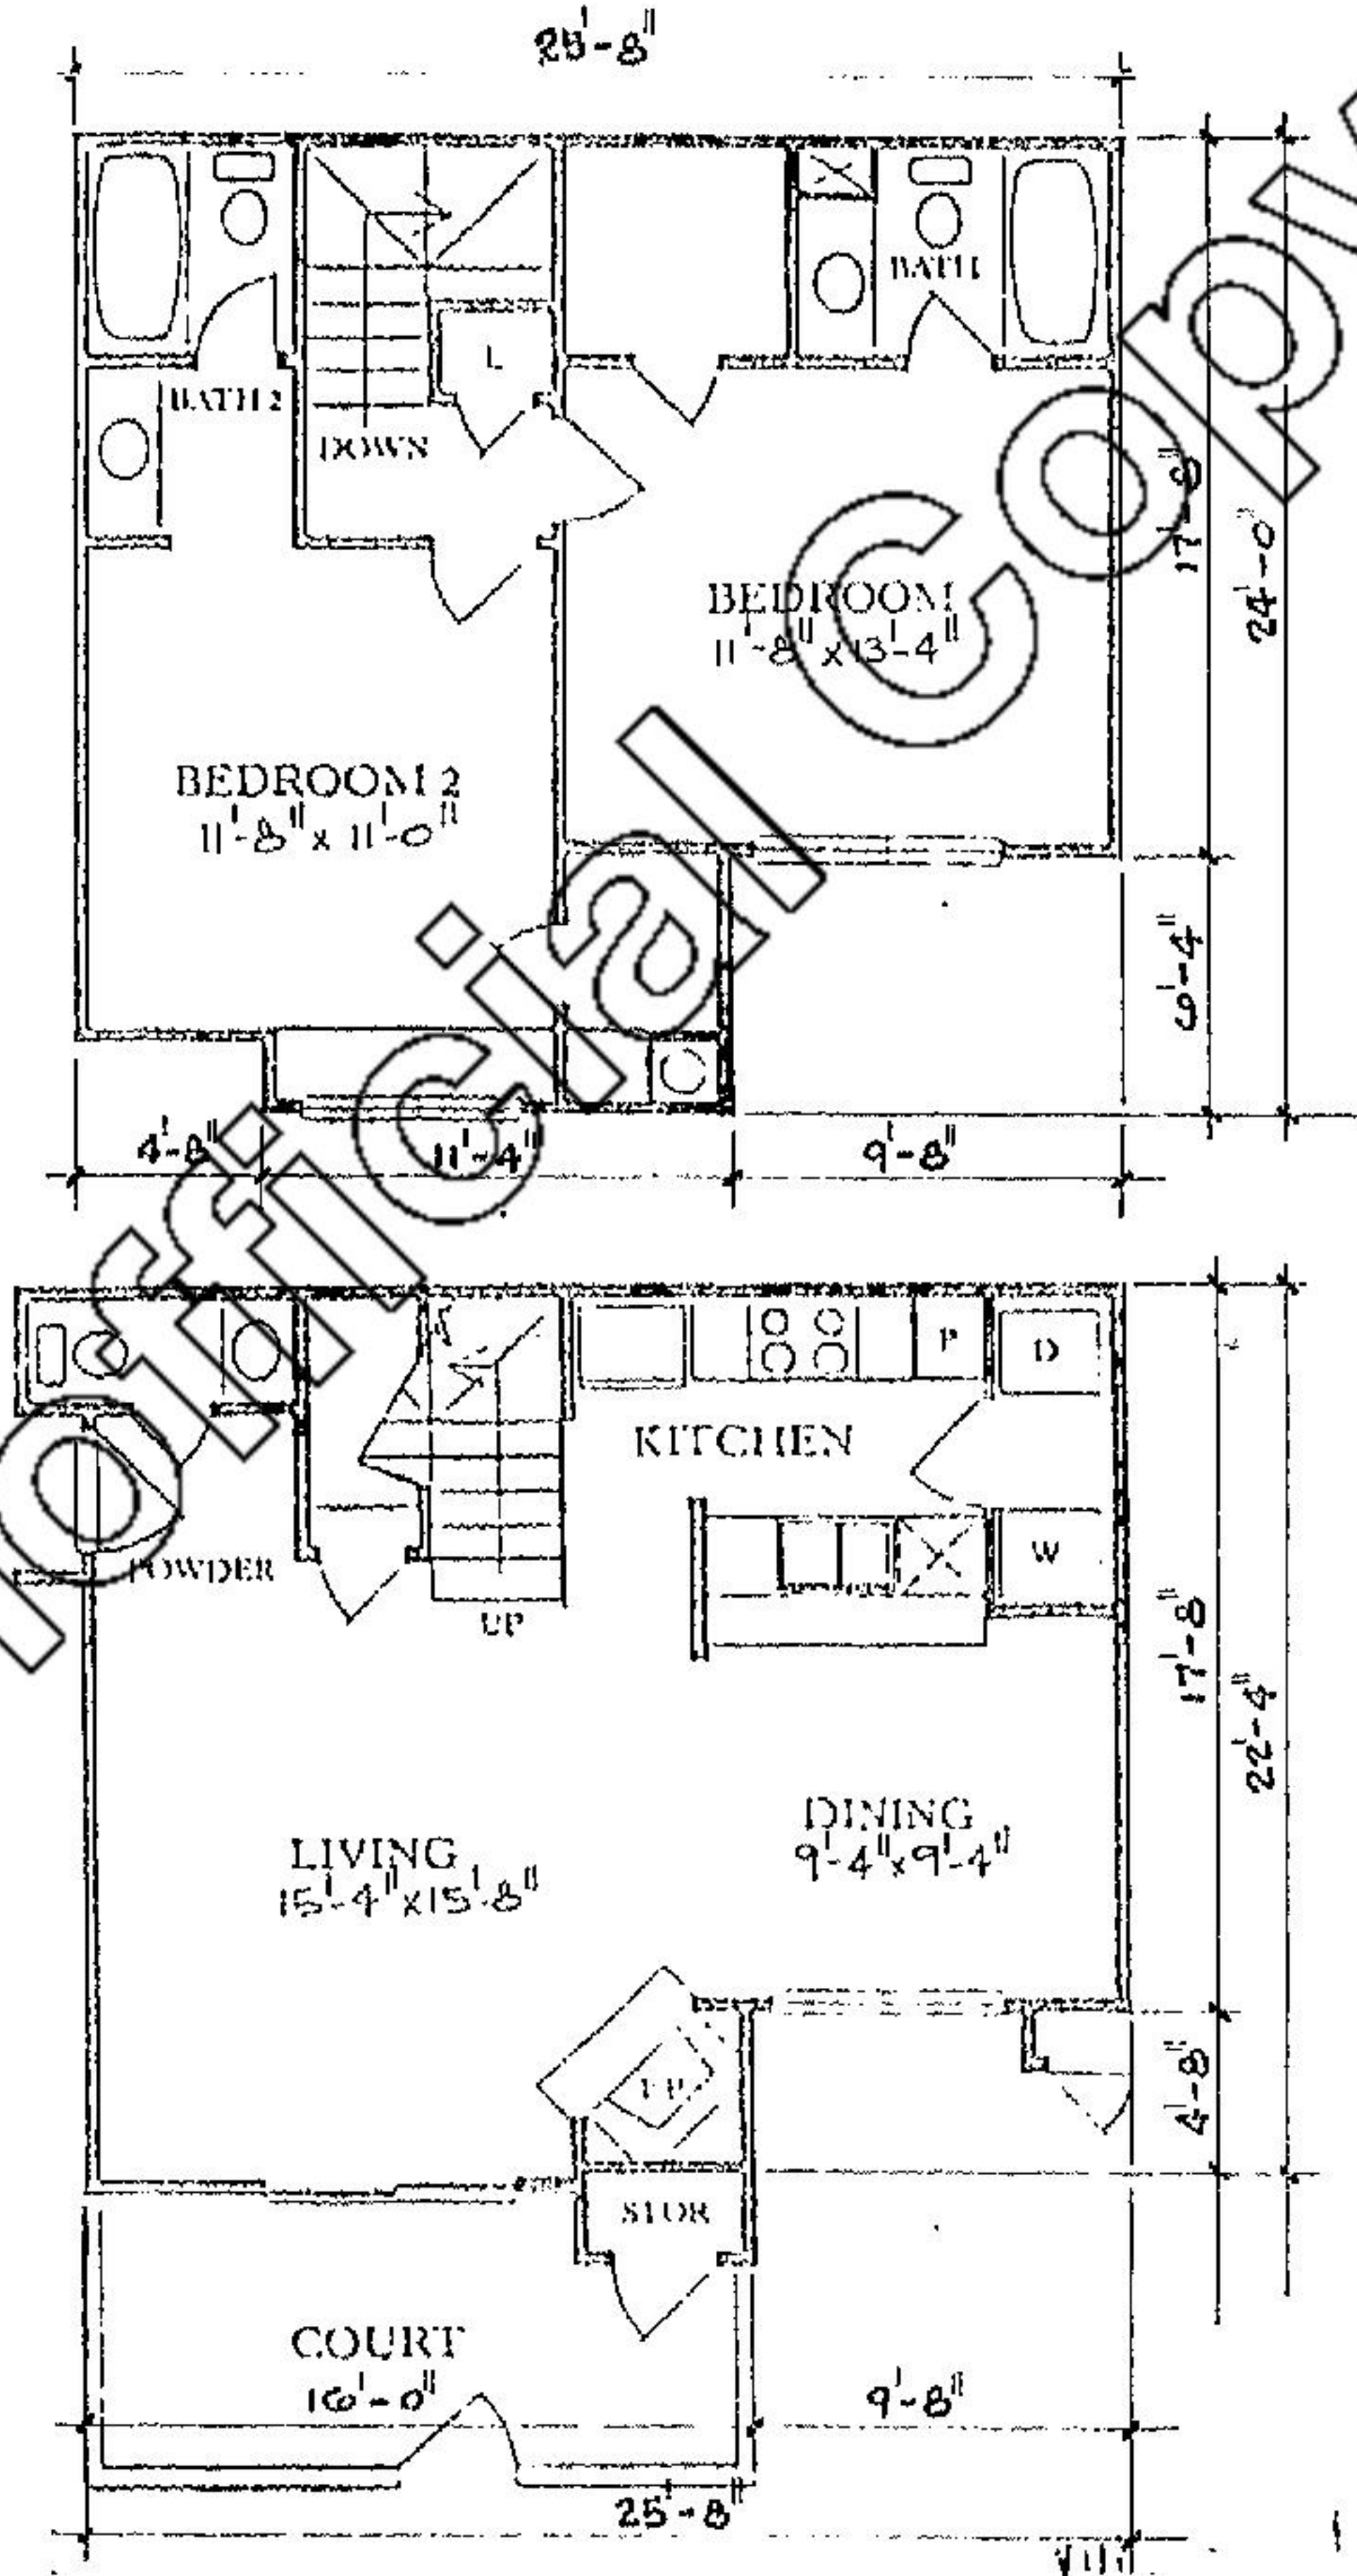 25'-8"
BATH
L
BATH 2
DOWN
17'-8"
24'-0"
BEDROOM
11'-8" x 13'-4"
BEDROOM 2
11'-8" x 11'-0"
6'-4"
4'-8"
11'-4"
9'-8"
P
D
KITCHEN
W
POWDER
UP
17'-8"
22'-4"
DINING
9'-4" x 9'-4"
LIVING
15'-4" x 15'-8"
4'-8"
STOR
COURT
16'-0"
9'-8"
25'-8"